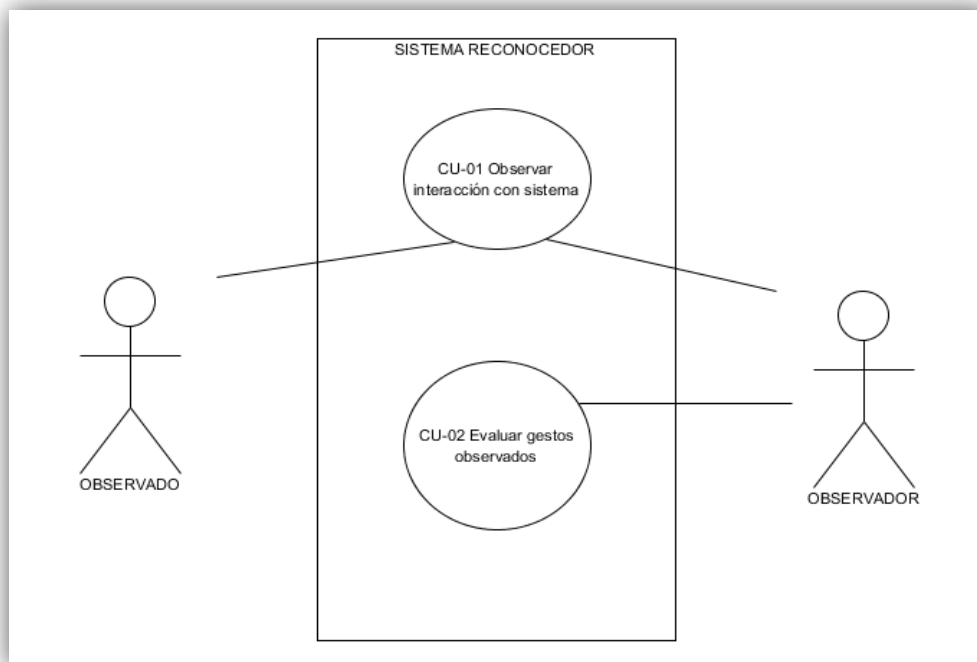 SISTEMA RECONOCEDOR
CU-01 Observar
interacción con sistema
CU-02 Evaluar gestos
observados
OBSERVADO
OBSERVADOR